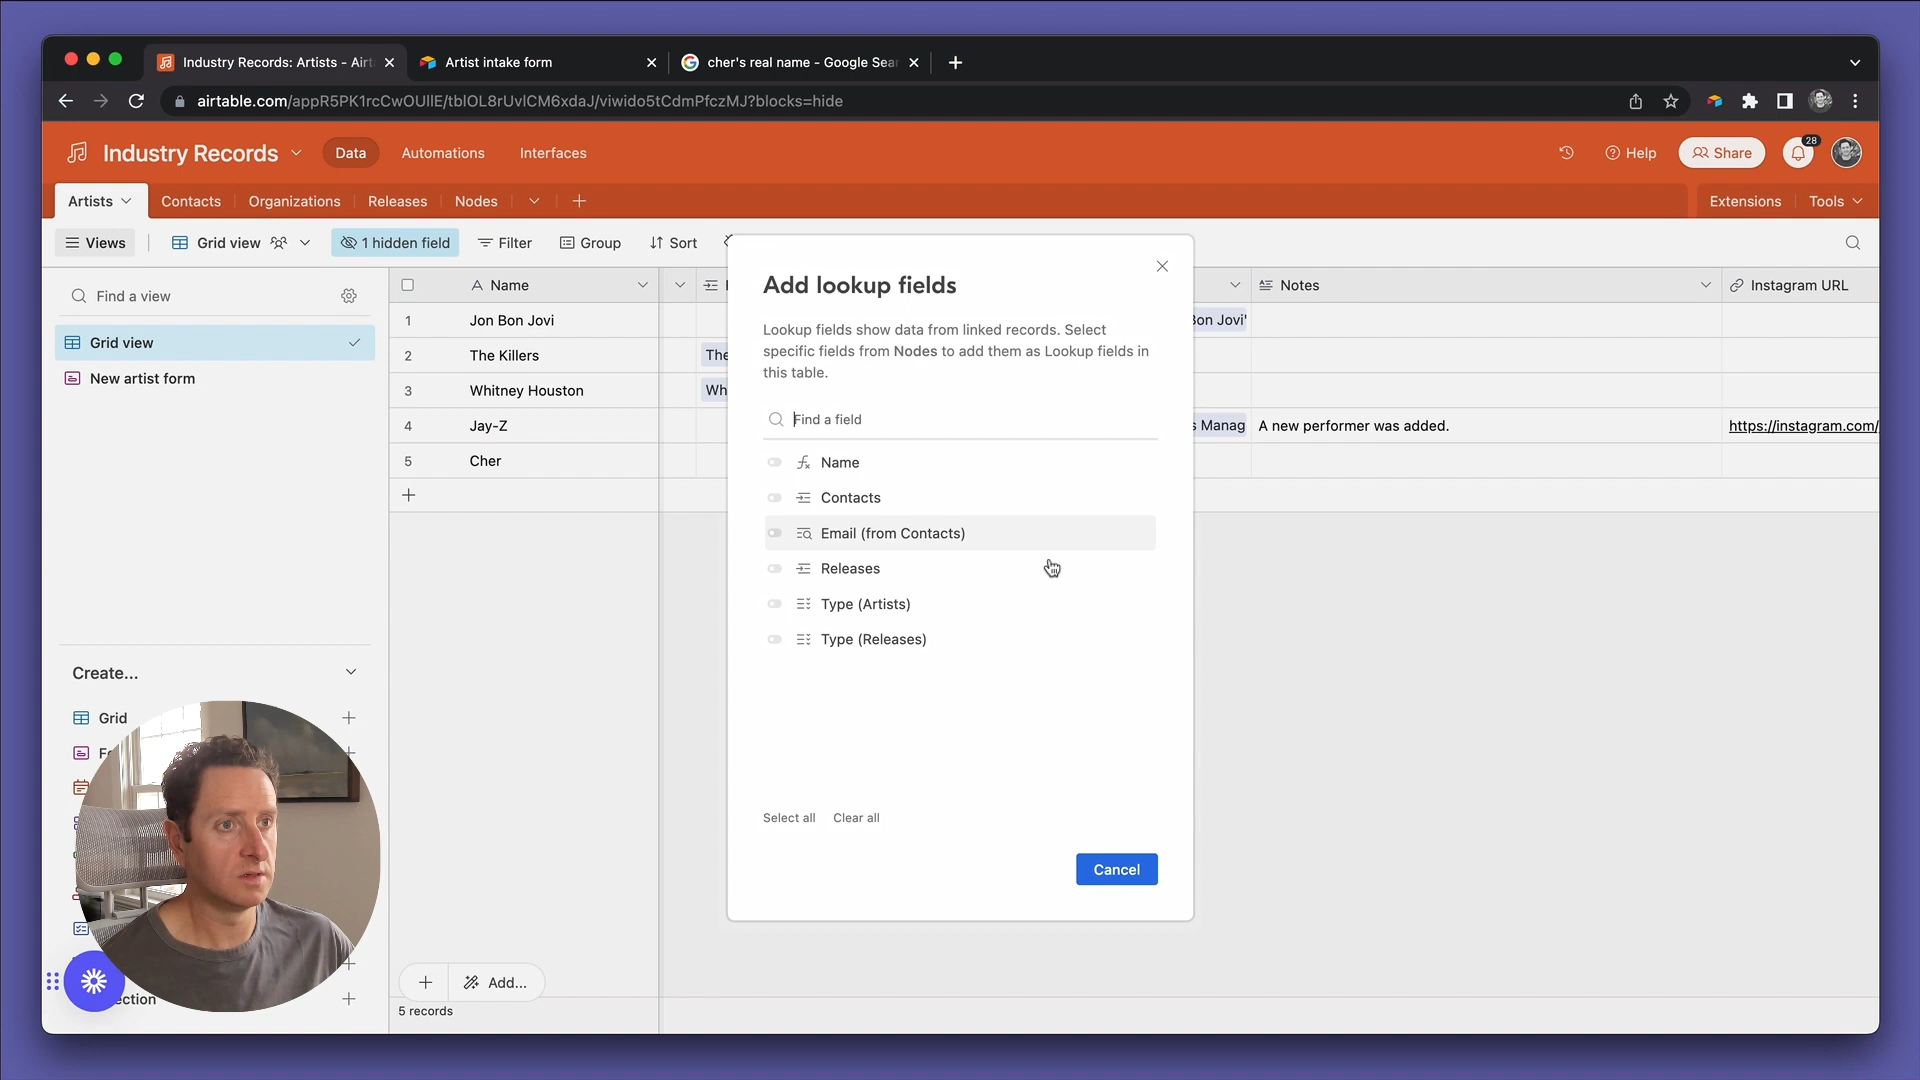 Industry Records: Artists - Airt
Artist intake form
cher's real name - Google Sear
airtable.com/appR5PK1rcCwOUllE/tblOL8rUvlCM6xdaJ/viwido5tCdmPfczMJ?blocks=hide
Industry Records
Data
Automations
Interfaces
Help
Share
28
Artists
Contacts
Organizations
Releases
Nodes
Extensions
Tools
Views
Grid view
1 hidden field
Filter
Group
Sort
Find a view
Grid view
New artist form
Name
Notes
Instagram URL
1 Jon Bon Jovi
Bon Jovi'
2 The Killers
The
3 Whitney Houston
Wh
4 Jay-Z
s Manag
A new performer was added.
https://instagram.com/
5 Cher
Add lookup fields
Lookup fields show data from linked records. Select
specific fields from Nodes to add them as Lookup fields in
this table.
Find a field
Name
Contacts
Email (from Contacts)
Releases
Type (Artists)
Type (Releases)
Select all
Clear all
Cancel
Create...
Grid
ection
Add...
5 records